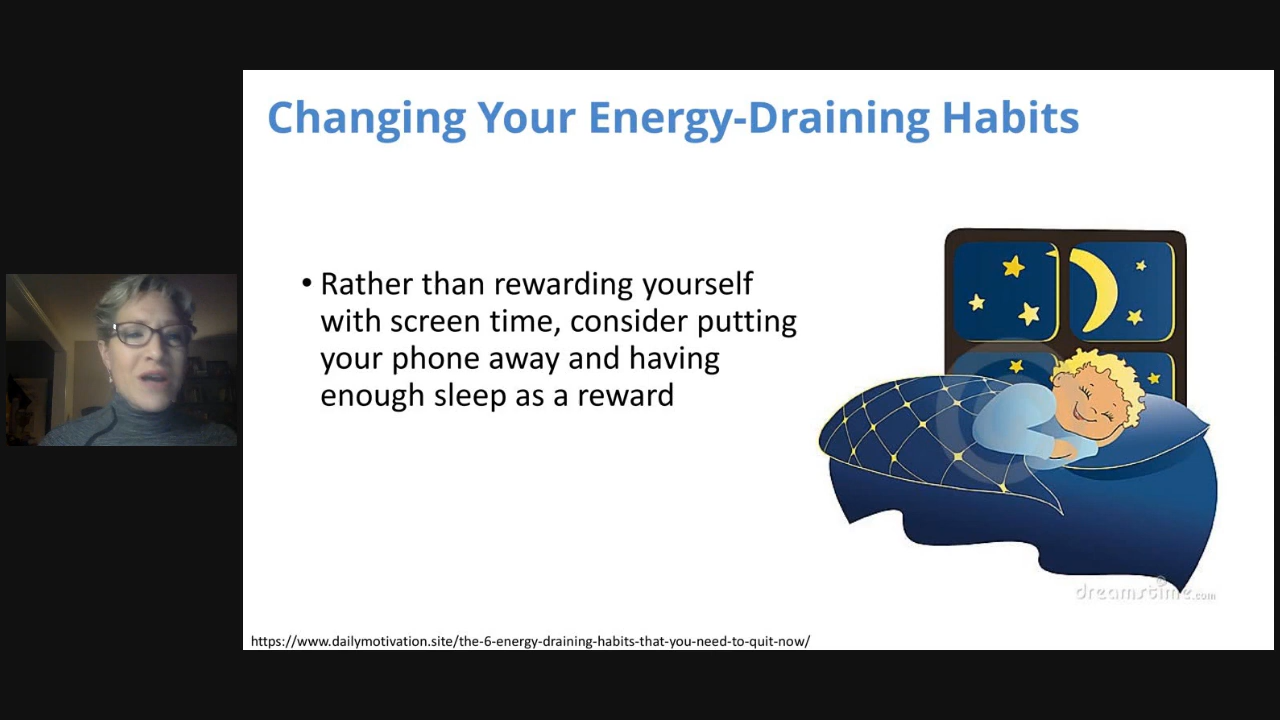 Changing Your Energy-Draining Habits
• Rather than rewarding yourself
with screen time, consider putting
your phone away and having
enough sleep as a reward
dreamstime.com
https://www.dailymotivation.site/the-6-energy-draining-habits-that-you-need-to-quit-now/